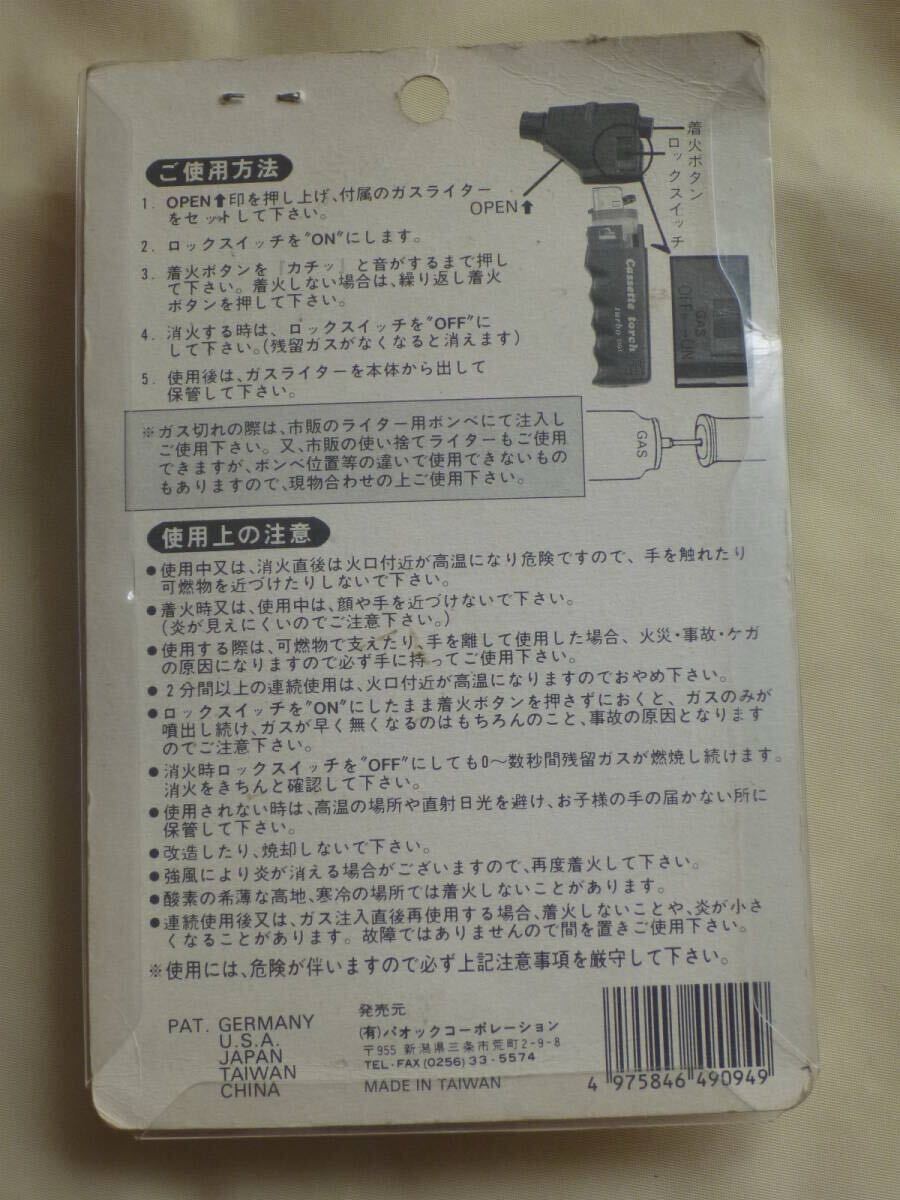 ご使用方法
1. OPEN⬆印を押し上げ、付属のガスライター
をセットして下さい。
2. ロックスイッチを"ON"にします。
3. 着火ボタンを『カチッ』と音がするまで押し
て下さい。着火しない場合は、繰り返し着火
ボタンを押して下さい。
4. 消火する時は、ロックスイッチを"OFF"に
して下さい。(残留ガスがなくなると消えます)
5. 使用後は、ガスライターを本体から出して
保管して下さい。
着火ボタン
ロックスイッチ
OPEN⬆
Cassette torch
turbo
GAS
OFF
ON
※ガス切れの際は、市販のライター用ボンベにて注入し
ご使用下さい。又、市販の使い捨てライターもご使用
できますが、ボンベ位置等の違いで使用できないもの
もありますので、現物合わせの上ご使用下さい。
GAS
使用上の注意
●使用中又は、消火直後は火口付近が高温になり危険ですので、手を触れたり
可燃物を近づけたりしないで下さい。
●着火時又は、使用中は、顔や手を近づけないで下さい。
(炎が見えにくいのでご注意下さい。)
●使用する際は、可燃物で支えたり、手を離して使用した場合、火災・事故・ケガ
の原因になりますので必ず手に持ってご使用下さい。
●2分間以上の連続使用は、火口付近が高温になりますのでおやめ下さい。
●ロックスイッチを"ON"にしたまま着火ボタンを押さずにおくと、ガスのみが
噴出し続け、ガスが早く無くなるのはもちろんのこと、事故の原因となります
のでご注意下さい。
●消火時ロックスイッチを"OFF"にしても0〜数秒間残留ガスが燃焼し続けます。
消火をきちんと確認して下さい。
●使用されない時は、高温の場所や直射日光を避け、お子様の手の届かない所に
保管して下さい。
●改造したり、焼却しないで下さい。
●強風により炎が消える場合がございますので、再度着火して下さい。
●酸素の希薄な高地、寒冷の場所では着火しないことがあります。
●連続使用後又は、ガス注入直後再使用する場合、着火しないことや、炎が小さ
くなることがあります。故障ではありませんので間を置きご使用下さい。
※使用には、危険が伴いますので必ず上記注意事項を厳守して下さい。
PAT. GERMANY
U.S.A.
JAPAN
TAIWAN
CHINA
発売元
(有)パオックコーポレーション
〒955 新潟県三条市荒町2-9-8
TEL・FAX (0256) 33-5574
MADE IN TAIWAN
4 975846 490949